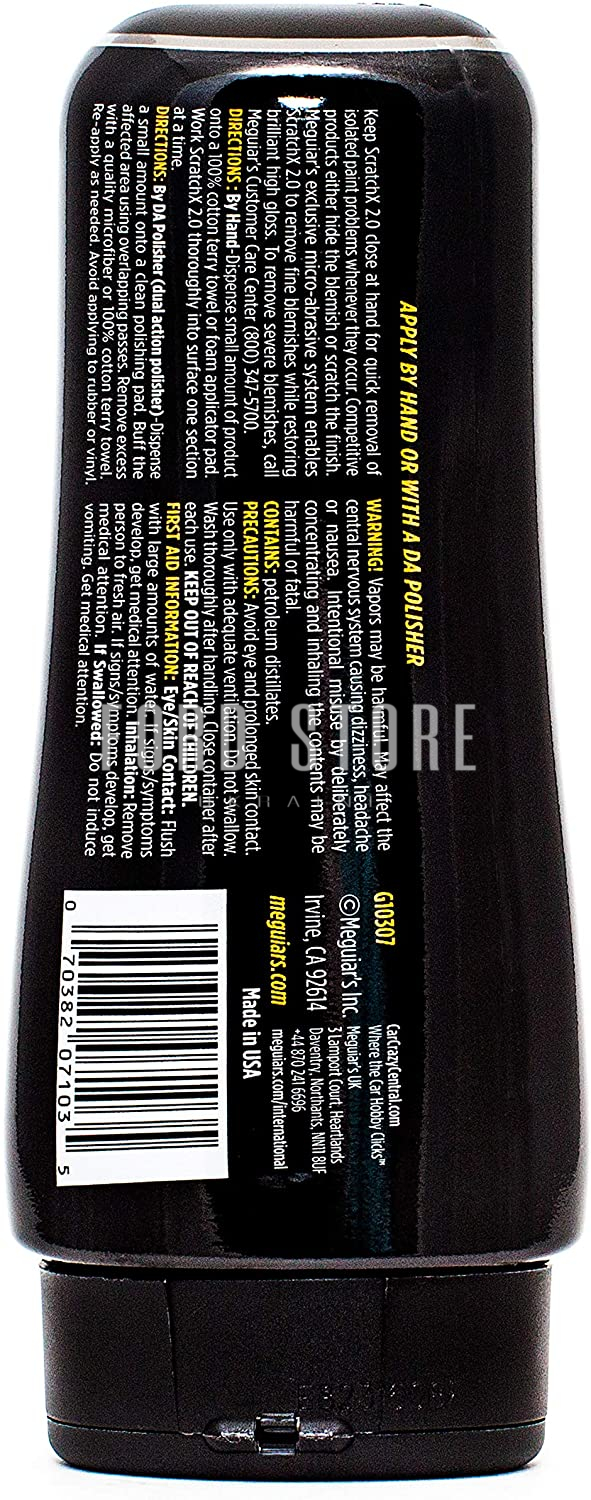 APPLY BY HAND OR WITH A DA POLISHER
Keep ScratchX 2.0 close at hand for quick removal of
isolated paint problems whenever they occur. Competitive
products either hide the blemish or scratch the finish.
Meguiar's exclusive micro-abrasive system enables
ScratchX 2.0 to remove fine blemishes while restoring
brilliant high gloss. To remove severe blemishes, call
Meguiar's Customer Care Center (800) 347-5700.
DIRECTIONS: By Hand-Dispense small amount of product
onto a 100% cotton terry towel or foam applicator pad.
Work ScratchX 2.0 thoroughly into surface one section
at a time.
DIRECTIONS: By DA Polisher (dual action polisher)-Dispense
a small amount onto a clean polishing pad. Buff the
affected area using overlapping passes. Remove excess
with a quality microfiber or 100% cotton terry towel.
Re-apply as needed. Avoid applying to rubber or vinyl.
WARNING! Vapors may be harmful. May affect the
central nervous system causing dizziness, headache
or nausea. Intentional misuse by deliberately
concentrating and inhaling the contents may be
harmful or fatal.
CONTAINS: petroleum distillates.
PRECAUTIONS: Avoid eye and prolonged skin contact.
Use only with adequate ventilation. Do not swallow.
Wash thoroughly after handling. Close container after
each use. KEEP OUT OF REACH OF CHILDREN.
FIRST AID INFORMATION: Eye/Skin Contact: Flush
with large amounts of water. If signs/symptoms
develop, get medical attention. Inhalation: Remove
person to fresh air. If signs/symptoms develop, get
medical attention. If Swallowed: Do not induce
vomiting. Get medical attention.
G10307
©Meguiar's Inc.
Irvine, CA 92614
meguiars.com
Made in USA
CarCrazyCentral.com
Where the Car Hobby Clicks™
Meguiar's UK
3 Lamport Court, Heartlands
Daventry, Northants, NN11 8UF
+44 870 241 6696
meguiars.com/international
0 70382 07103 5
STORE